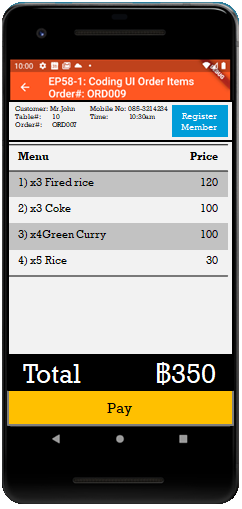 10:00
DEBUG
EP58-1: Coding UI Order Items
Order#: ORD009
Customer: Mr.John Mobile No: 085-3214234
Table#: 10 Time: 10:30am
Order#: ORD007
Register
Member
Menu Price
1) x3 Fired rice 120
2) x3 Coke 100
3) x4Green Curry 100
4) x5 Rice 30
Total ฿350
Pay